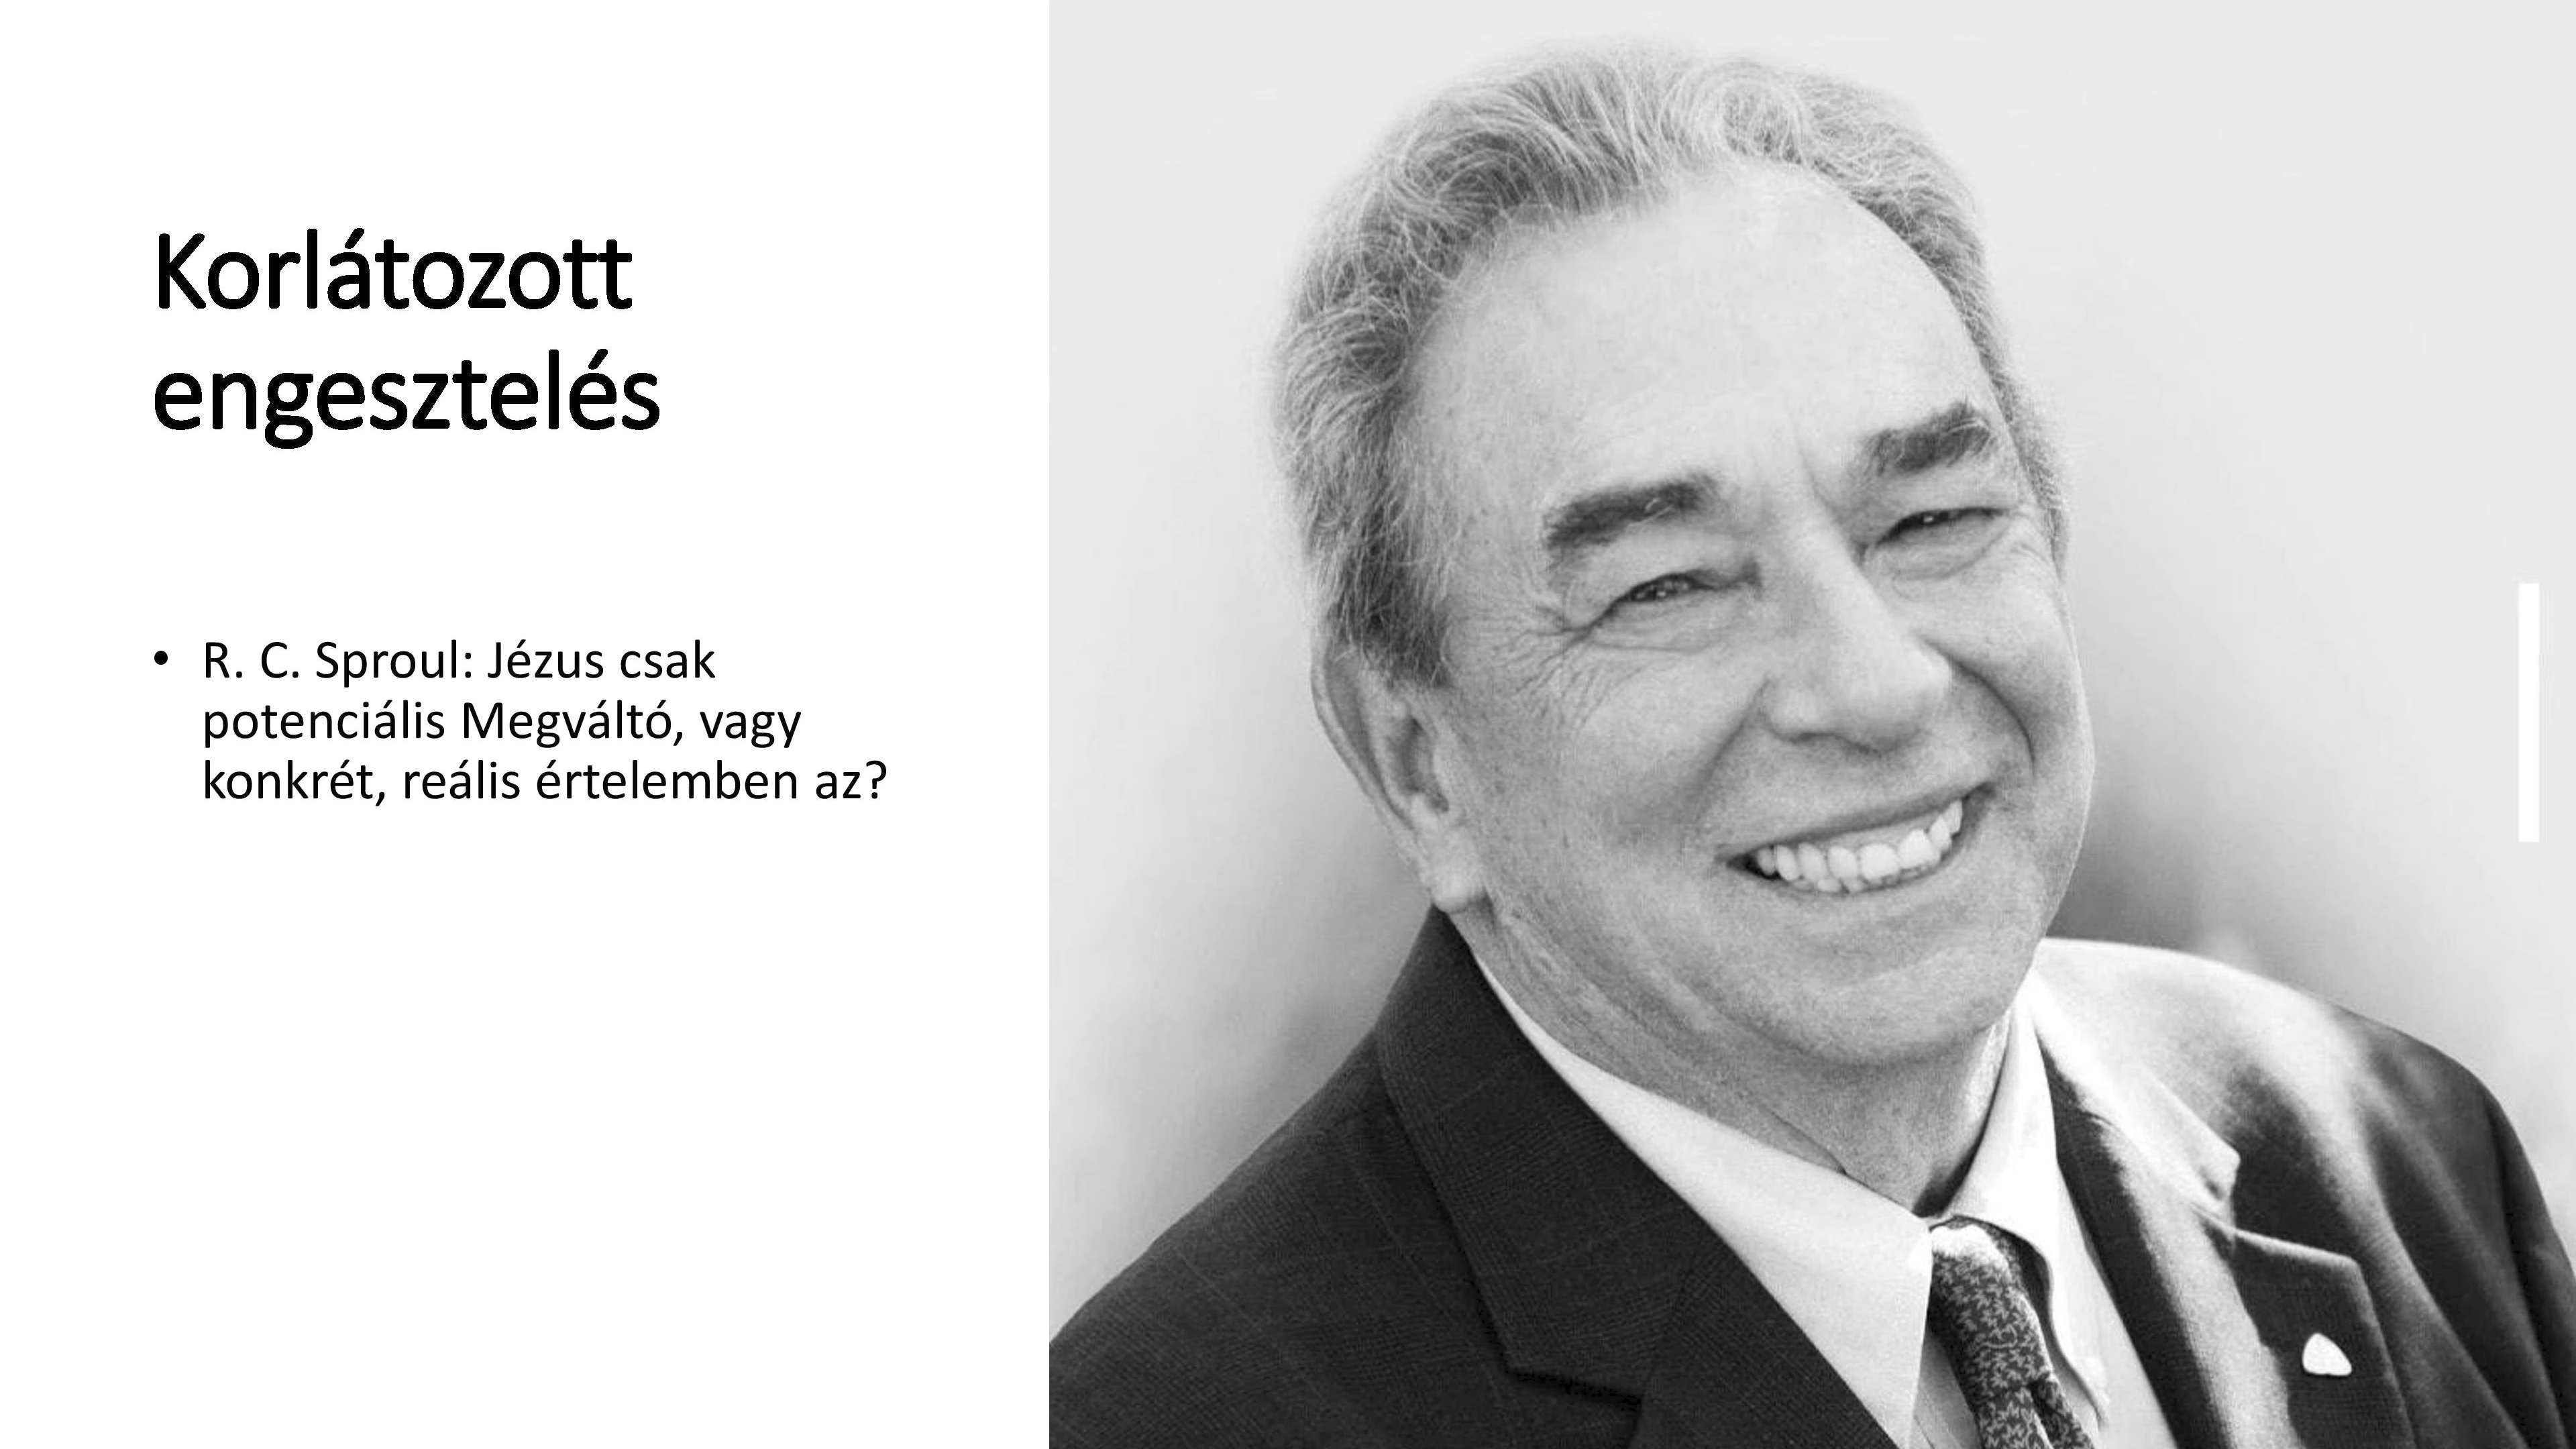 Korlátozott
engesztelés
• R. C. Sproul: Jézus csak
potenciális Megváltó, vagy
konkrét, reális értelemben az?